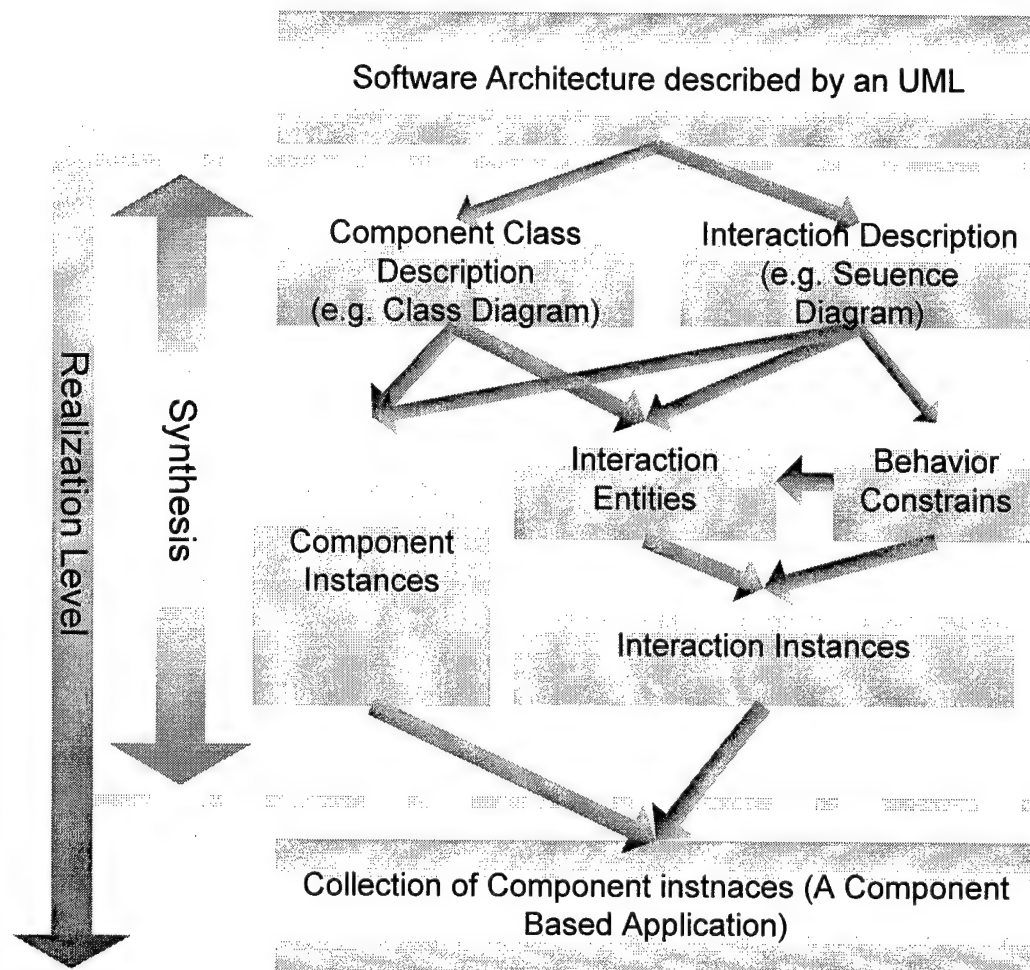 Software Architecture described by an UML
Component Class
Description
(e.g. Class Diagram)
Interaction Description
(e.g. Seuence
Diagram)
Realization Level
Synthesis
Interaction
Entities
Behavior
Constrains
Component
Instances
Interaction Instances
Collection of Component instnaces (A Component
Based Application)